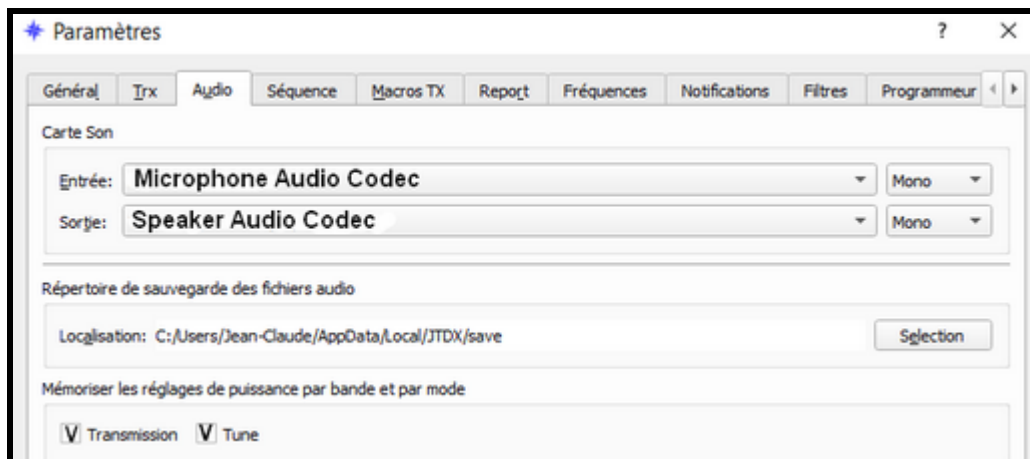 Paramètres ?
Général Trx Audio Séquence Macros TX Report Fréquences Notifications Filtres Programmeur
Carte Son
Entrée: Microphone Audio Codec Mono
Sortie: Speaker Audio Codec Mono
Répertoire de sauvegarde des fichiers audio
Localisation: C:/Users/Jean-Claude/AppData/Local/JTDX/save Selection
Mémoriser les réglages de puissance par bande et par mode
V Transmission V Tune